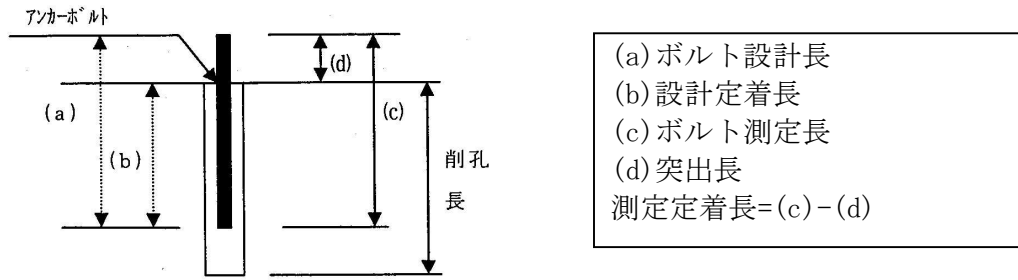 アンカーボルト
(a)
(b)
(d)
(c)
削孔
長
(a)ボルト設計長
(b)設計定着長
(c)ボルト測定長
(d)突出長
測定定着長=(c)-(d)